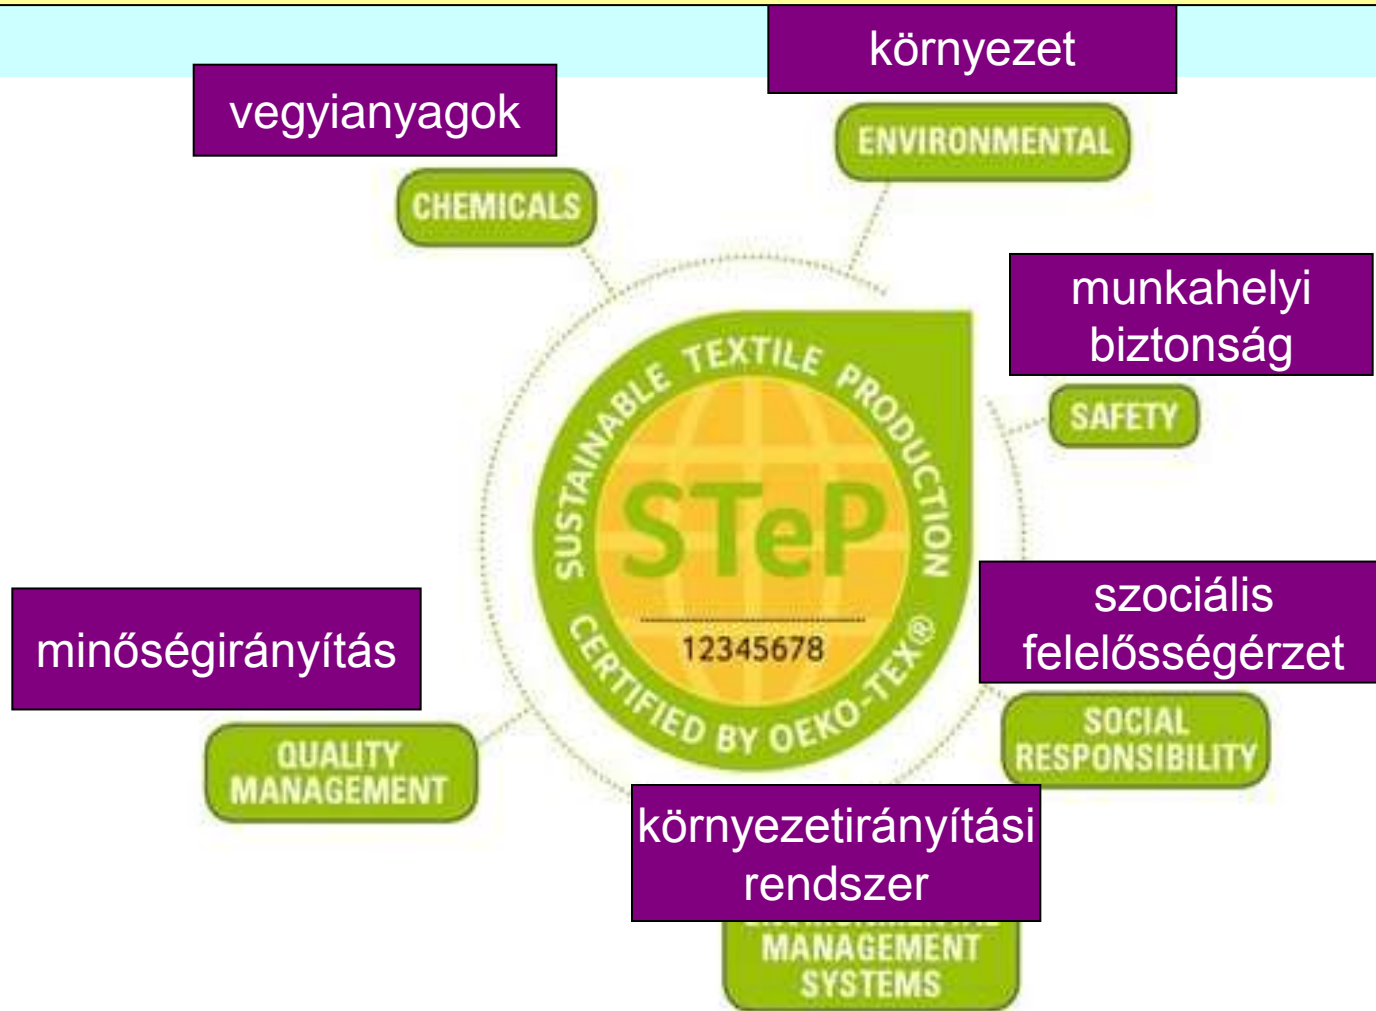 környezet
vegyianyagok
ENVIRONMENTAL
CHEMICALS
munkahelyi
biztonság
SAFETY
SUSTAINABLE TEXTILE PRODUCTION
STeP
12345678
CERTIFIED BY OEKO-TEX®
szociális
felelősségérzet
SOCIAL
RESPONSIBILITY
minőségirányítás
QUALITY
MANAGEMENT
környezetirányítási
rendszer
ENVIRONMENTAL
MANAGEMENT
SYSTEMS